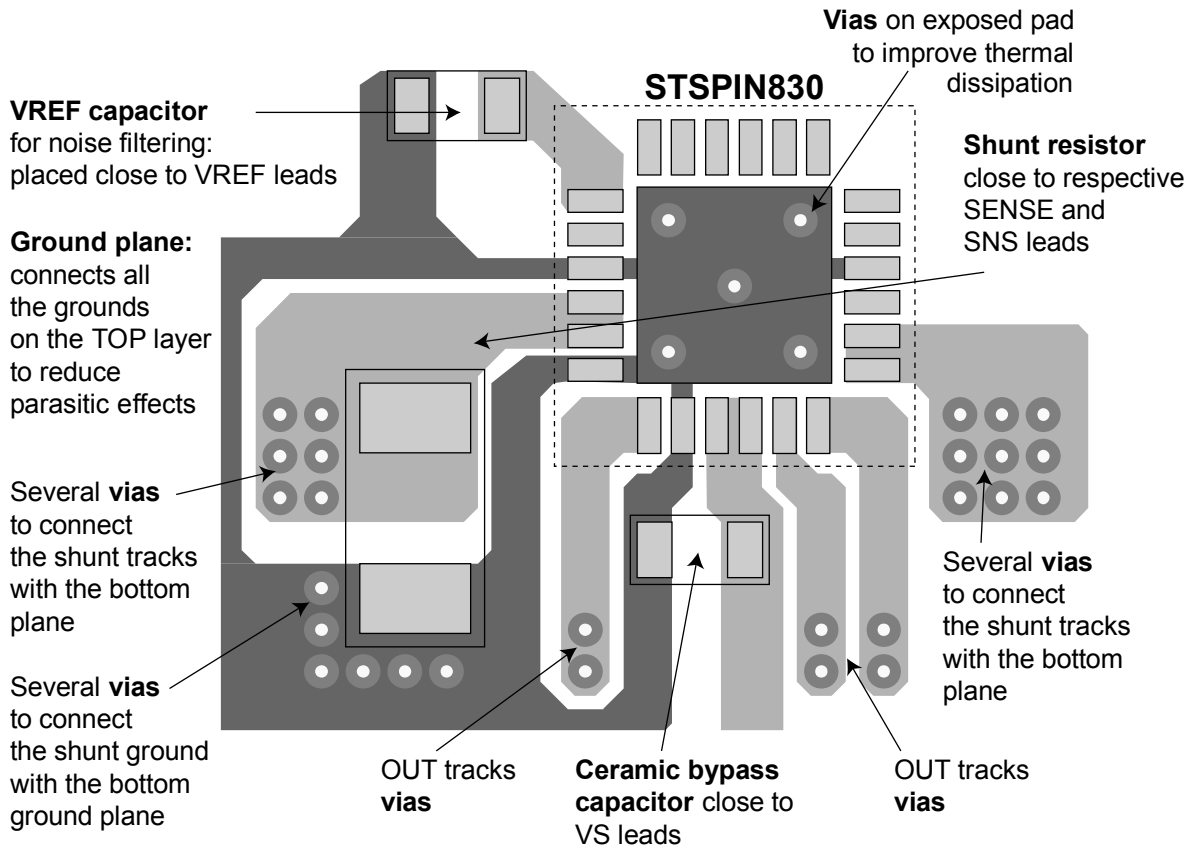 Vias on exposed pad
to improve thermal
dissipation
STSPIN830
VREF capacitor
for noise filtering:
placed close to VREF leads
Shunt resistor
close to respective
SENSE and
SNS leads
Ground plane:
connects all
the grounds
on the TOP layer
to reduce
parasitic effects
Several vias
to connect
the shunt tracks
with the bottom
plane
Several vias
to connect
the shunt tracks
with the bottom
plane
Several vias
to connect
the shunt ground
with the bottom
ground plane
OUT tracks
vias
Ceramic bypass
capacitor close to
VS leads
OUT tracks
vias